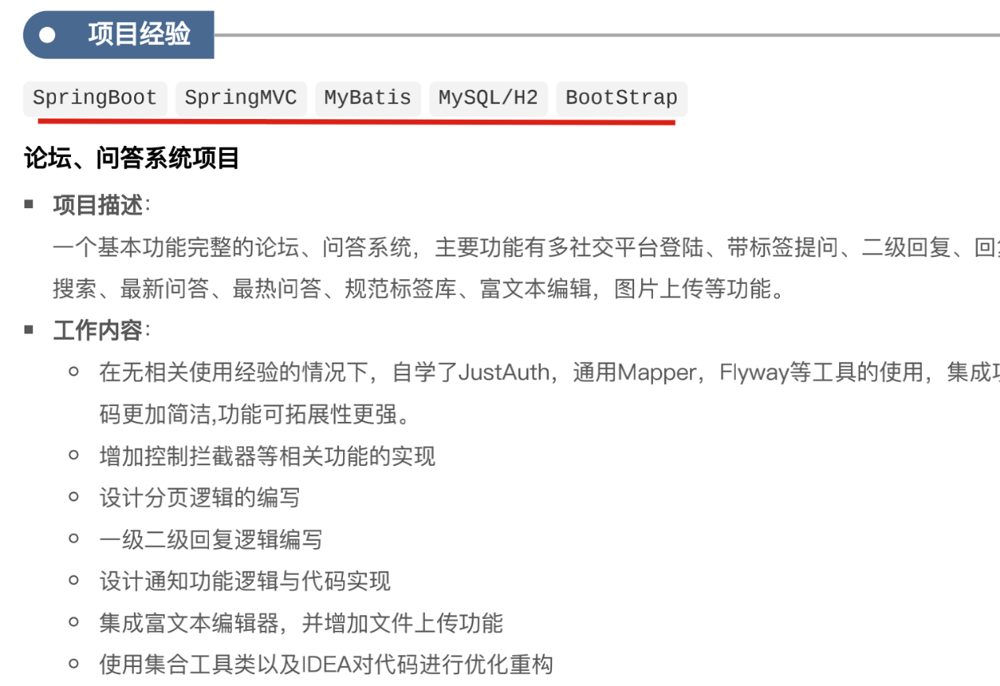 项目经验
SpringBoot SpringMVC MyBatis MySQL/H2 BootStrap
论坛、问答系统项目
项目描述:
一个基本功能完整的论坛、问答系统，主要功能有多社交平台登陆、带标签提问、二级回复、回
搜索、最新问答、最热问答、规范标签库、富文本编辑，图片上传等功能。
工作内容:
在无相关使用经验的情况下，自学了JustAuth，通用Mapper，Flyway等工具的使用，集成
码更加简洁,功能可拓展性更强。
增加控制拦截器等相关功能的实现
设计分页逻辑的编写
一级二级回复逻辑编写
设计通知功能逻辑与代码实现
集成富文本编辑器，并增加文件上传功能
使用集合工具类以及IDEA对代码进行优化重构